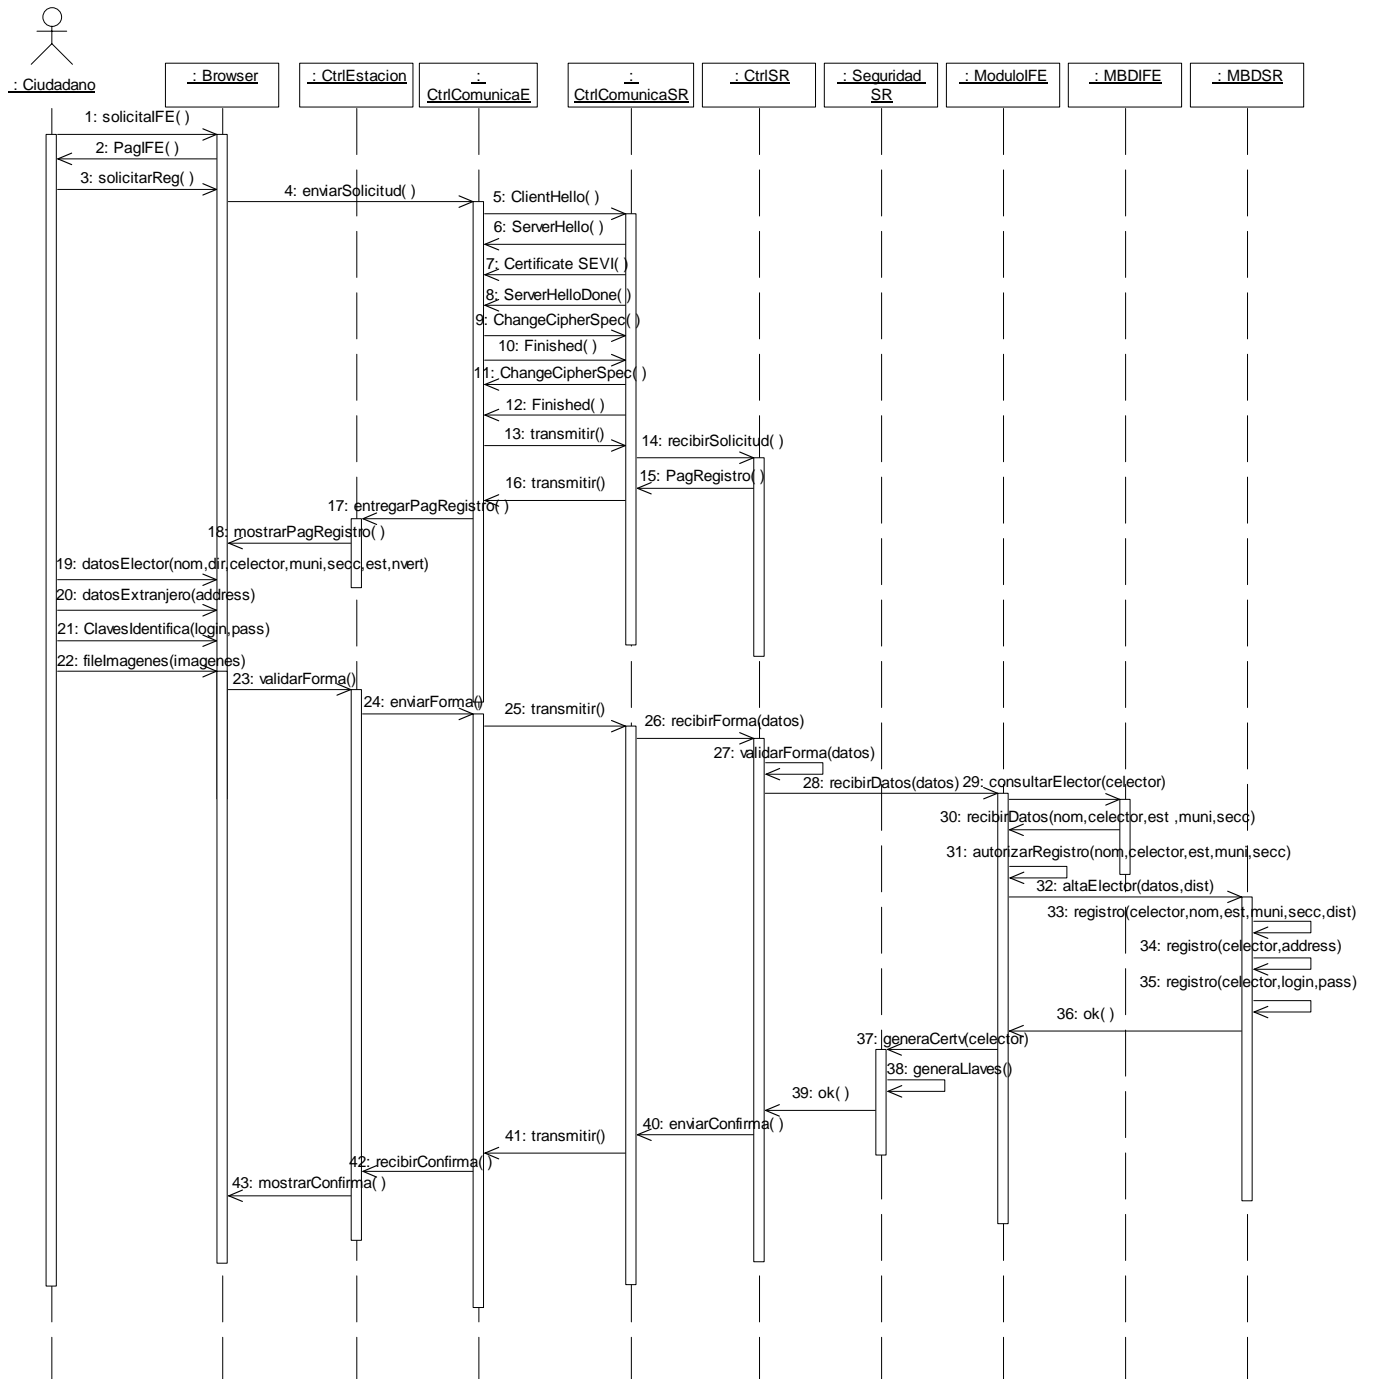 : Ciudadano
: Browser
: CtrlEstacion
:
CtrlComunicaE
:
CtrlComunicaSR
: CtrlSR
: Seguridad
SR
: ModuloIFE
: MBDIFE
: MBDSR
1: solicitaIFE( )
2: PagIFE( )
3: solicitarReg( )
4: enviarSolicitud( )
5: ClientHello( )
6: ServerHello( )
7: Certificate SEVI( )
8: ServerHelloDone( )
9: ChangeCipherSpec( )
10: Finished( )
11: ChangeCipherSpec( )
12: Finished( )
13: transmitir()
14: recibirSolicitud( )
15: PagRegistro( )
16: transmitir()
17: entregarPagRegistro( )
18: mostrarPagRegistro( )
19: datosElector(nom,dir,celector,muni,secc,est,nvert)
20: datosExtranjero(address)
21: ClavesIdentifica(login,pass)
22: fileImagenes(imagenes)
23: validarForma()
24: enviarForma()
25: transmitir()
26: recibirForma(datos)
27: validarForma(datos)
28: recibirDatos(datos)
29: consultarElector(celector)
30: recibirDatos(nom,celector,est ,muni,secc)
31: autorizarRegistro(nom,celector,est,muni,secc)
32: altaElector(datos,dist)
33: registro(celector,nom,est,muni,secc,dist)
34: registro(celector,address)
35: registro(celector,login,pass)
36: ok( )
37: generaCertv(celector)
38: generaLlaves()
39: ok( )
40: enviarConfirma( )
41: transmitir()
42: recibirConfirma( )
43: mostrarConfirma( )